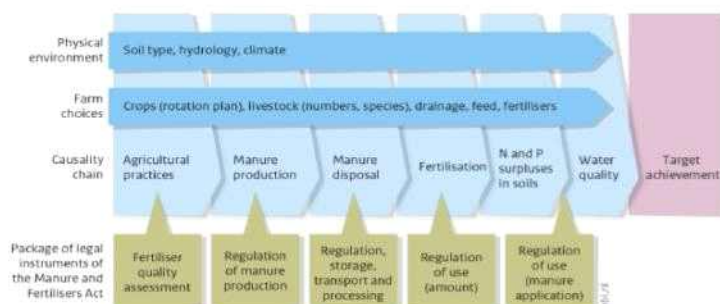 Physical
environment
Soil type, hydrology, climate
Farm
choices
Crops (rotation plan), livestock (numbers, species), drainage, feed, fertilisers
Causality
chain
Agricultural
practices
Manure
production
Manure
disposal
Fertilisation
N and P
surpluses
in soils
Water
quality
Target
achievement
Package of legal
instruments of
the Manure and
Fertilisers Act
Fertiliser
quality
assessment
Regulation
of manure
production
Regulation,
storage,
transport and
processing
Regulation
of use
(amount)
Regulation
of use
(manure
application)